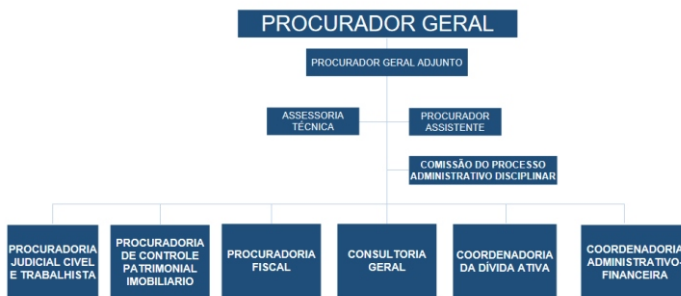 PROCURADOR GERAL
PROCURADOR GERAL ADJUNTO
ASSESSORIA
TÉCNICA
PROCURADOR
ASSISTENTE
COMISSÃO DO PROCESSO
ADMINISTRATIVO DISCIPLINAR
PROCURADORIA
JUDICIAL CIVEL
E TRABALHISTA
PROCURADORIA
DE CONTROLE
PATRIMONIAL
IMOBILIARIO
PROCURADORIA
FISCAL
CONSULTORIA
GERAL
COORDENADORIA
DA DÍVIDA ATIVA
COORDENADORIA
ADMINISTRATIVO-
FINANCEIRA